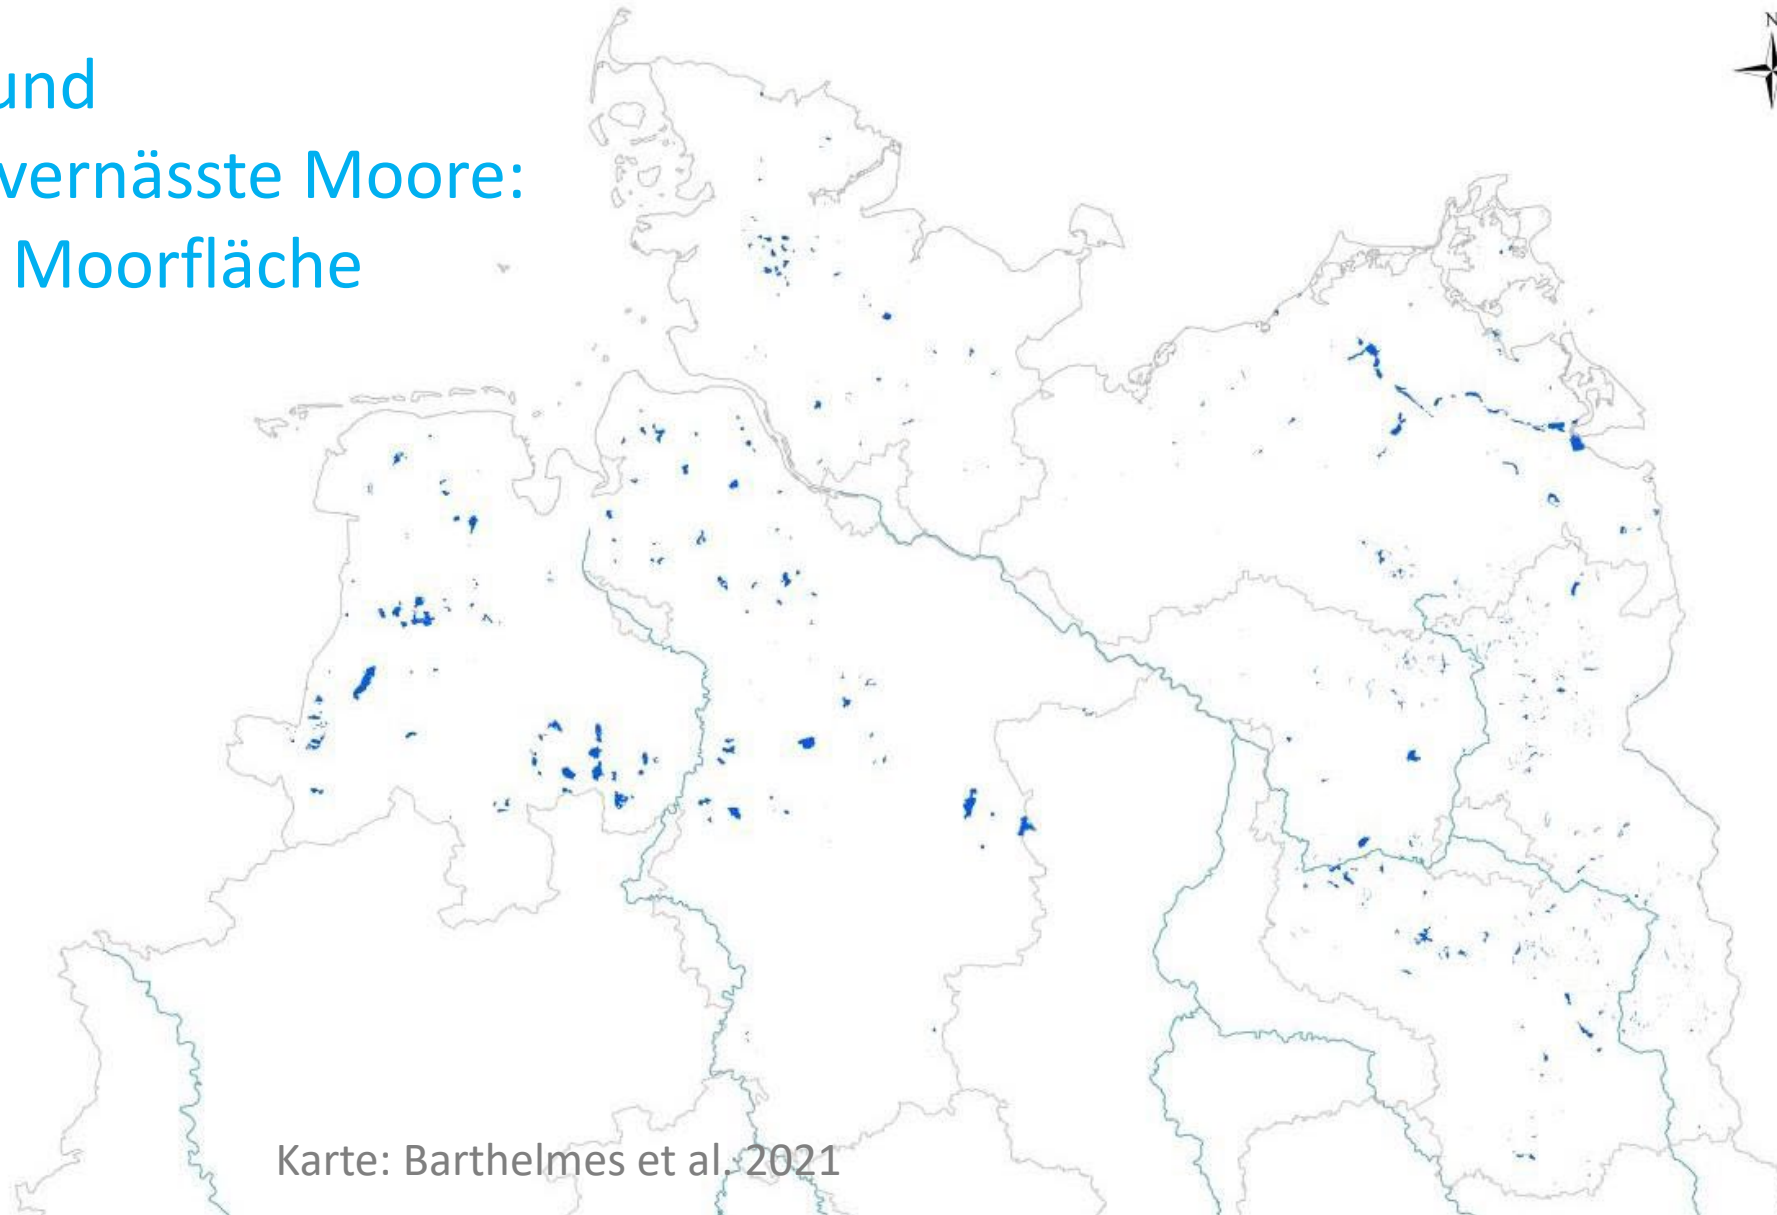 und
vernässte Moore:
Moorfläche
N
Karte: Barthelmes et al. 2021